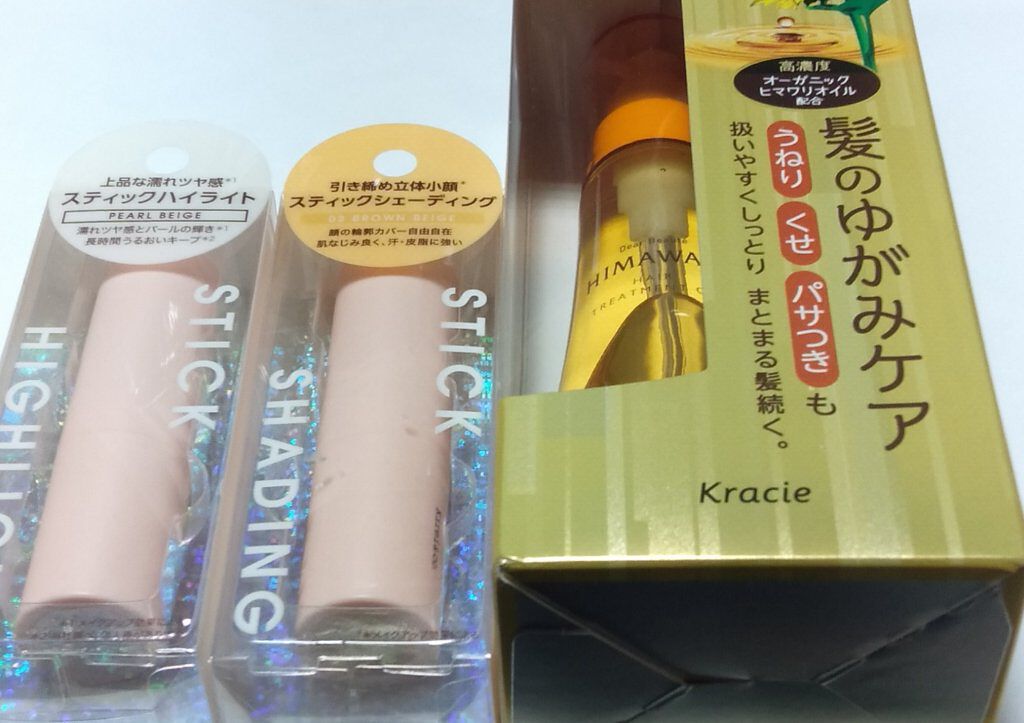 上品な濡れツヤ感*1
スティックハイライト
PEARL BEIGE
濡れツヤ感とパールの輝き*1
長時間うるおいキープ*2
STICK
引き締め立体小顔*
スティックシェーディング
02 BROWN BEIGE
顔の輪郭カバー自由自在
肌なじみ良く、汗・皮脂に強い
STICK
SHADING
高濃度
オーガニック
ヒマワリオイル
配合
髪のゆがみケア
うねり くせ パサつきも
扱いやすくしっとり まとまる髪続く。
Dear Beauté
HIMAWA
HAIR
TREATMENT
Kracie